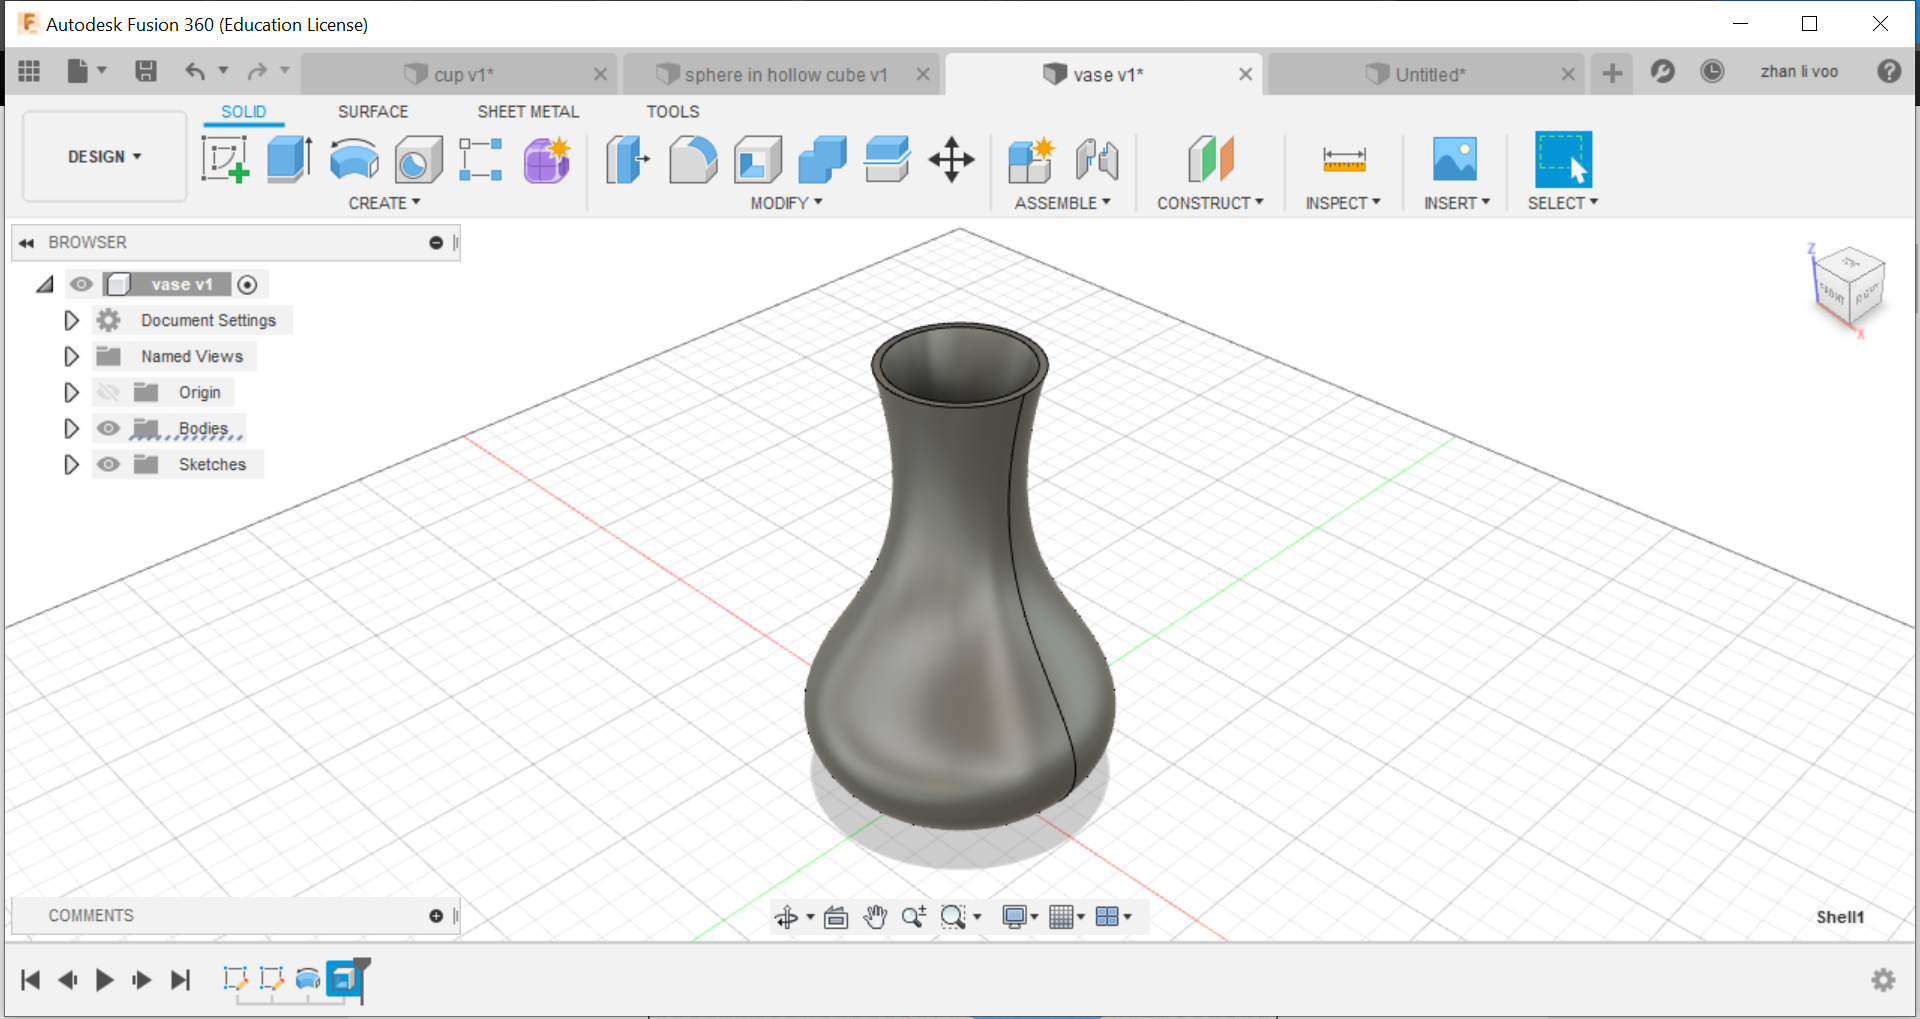 Autodesk Fusion 360 (Education License)
cup v1*
sphere in hollow cube v1
vase v1*
Untitled*
zhan li voo
SOLID
SURFACE
SHEET METAL
TOOLS
DESIGN
CREATE
MODIFY
ASSEMBLE
CONSTRUCT
INSPECT
INSERT
SELECT
BROWSER
vase v1
Document Settings
Named Views
Origin
Bodies
Sketches
Z
FRONT
RIGHT
X
COMMENTS
Shell1